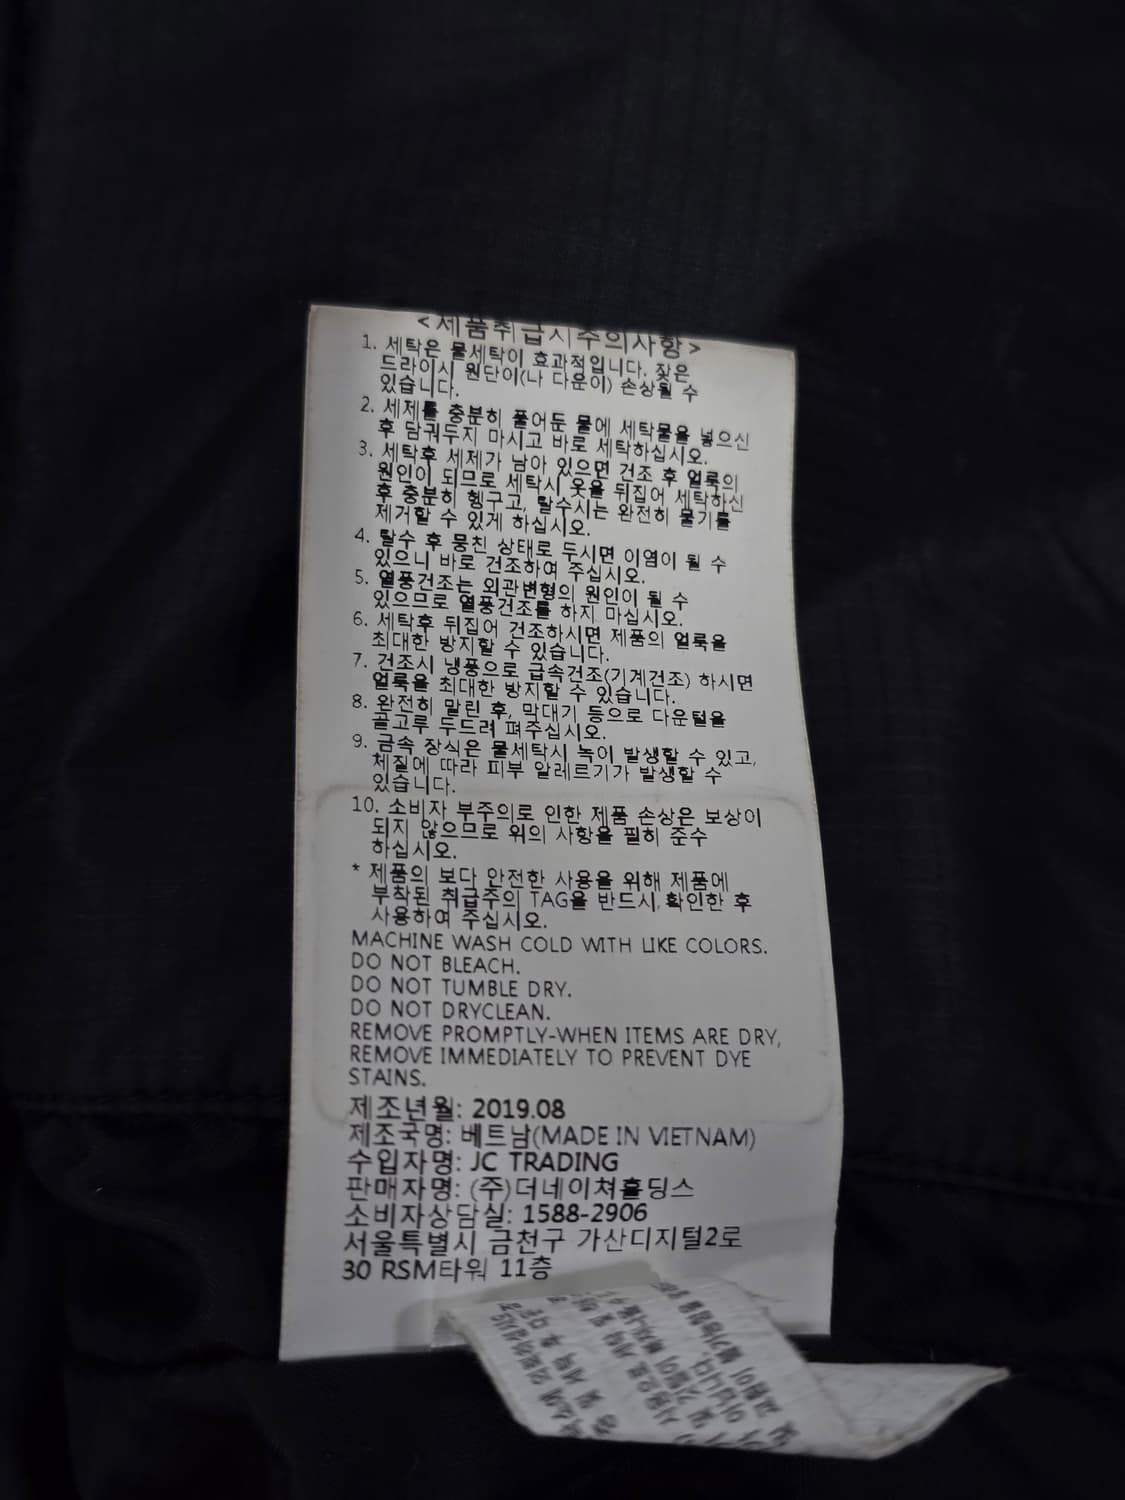 <제품취급시주의사항>
1. 세탁은 물세탁이 효과적입니다. 잦은
드라이시 원단이(나 다운이) 손상될 수
있습니다.
2. 세제를 충분히 풀어둔 물에 세탁물을 넣으신
후 담궈두지 마시고 바로 세탁하십시오.
3. 세탁후 세제가 남아 있으면 건조 후 얼룩의
원인이 되므로 세탁시 옷을 뒤집어 세탁하신
후 충분히 헹구고, 탈수시는 완전히 물기를
제거할 수 있게 하십시오.
4. 탈수 후 뭉친 상태로 두시면 이염이 될 수
있으니 바로 건조하여 주십시오.
5. 열풍건조는 외관변형의 원인이 될 수
있으므로 열풍건조를 하지 마십시오.
6. 세탁후 뒤집어 건조하시면 제품의 얼룩을
최대한 방지할 수 있습니다.
7. 건조시 냉풍으로 급속건조(기계건조) 하시면
얼룩을 최대한 방지할 수 있습니다.
8. 완전히 말린 후, 막대기 등으로 다운털을
골고루 두드려 펴주십시오.
9. 금속 장식은 물세탁시 녹이 발생할 수 있고,
체질에 따라 피부 알레르기가 발생할 수
있습니다.
10. 소비자 부주의로 인한 제품 손상은 보상이
되지 않으므로 위의 사항을 필히 준수
하십시오.
* 제품의 보다 안전한 사용을 위해 제품에
부착된 취급주의 TAG을 반드시 확인한 후
사용하여 주십시오.
MACHINE WASH COLD WITH LIKE COLORS.
DO NOT BLEACH.
DO NOT TUMBLE DRY.
DO NOT DRYCLEAN.
REMOVE PROMPTLY-WHEN ITEMS ARE DRY,
REMOVE IMMEDIATELY TO PREVENT DYE
STAINS.
제조년월: 2019.08
제조국명: 베트남(MADE IN VIETNAM)
수입자명: JC TRADING
판매자명: (주)더네이쳐홀딩스
소비자상담실: 1588-2906
서울특별시 금천구 가산디지털2로
30 RSM타워 11층